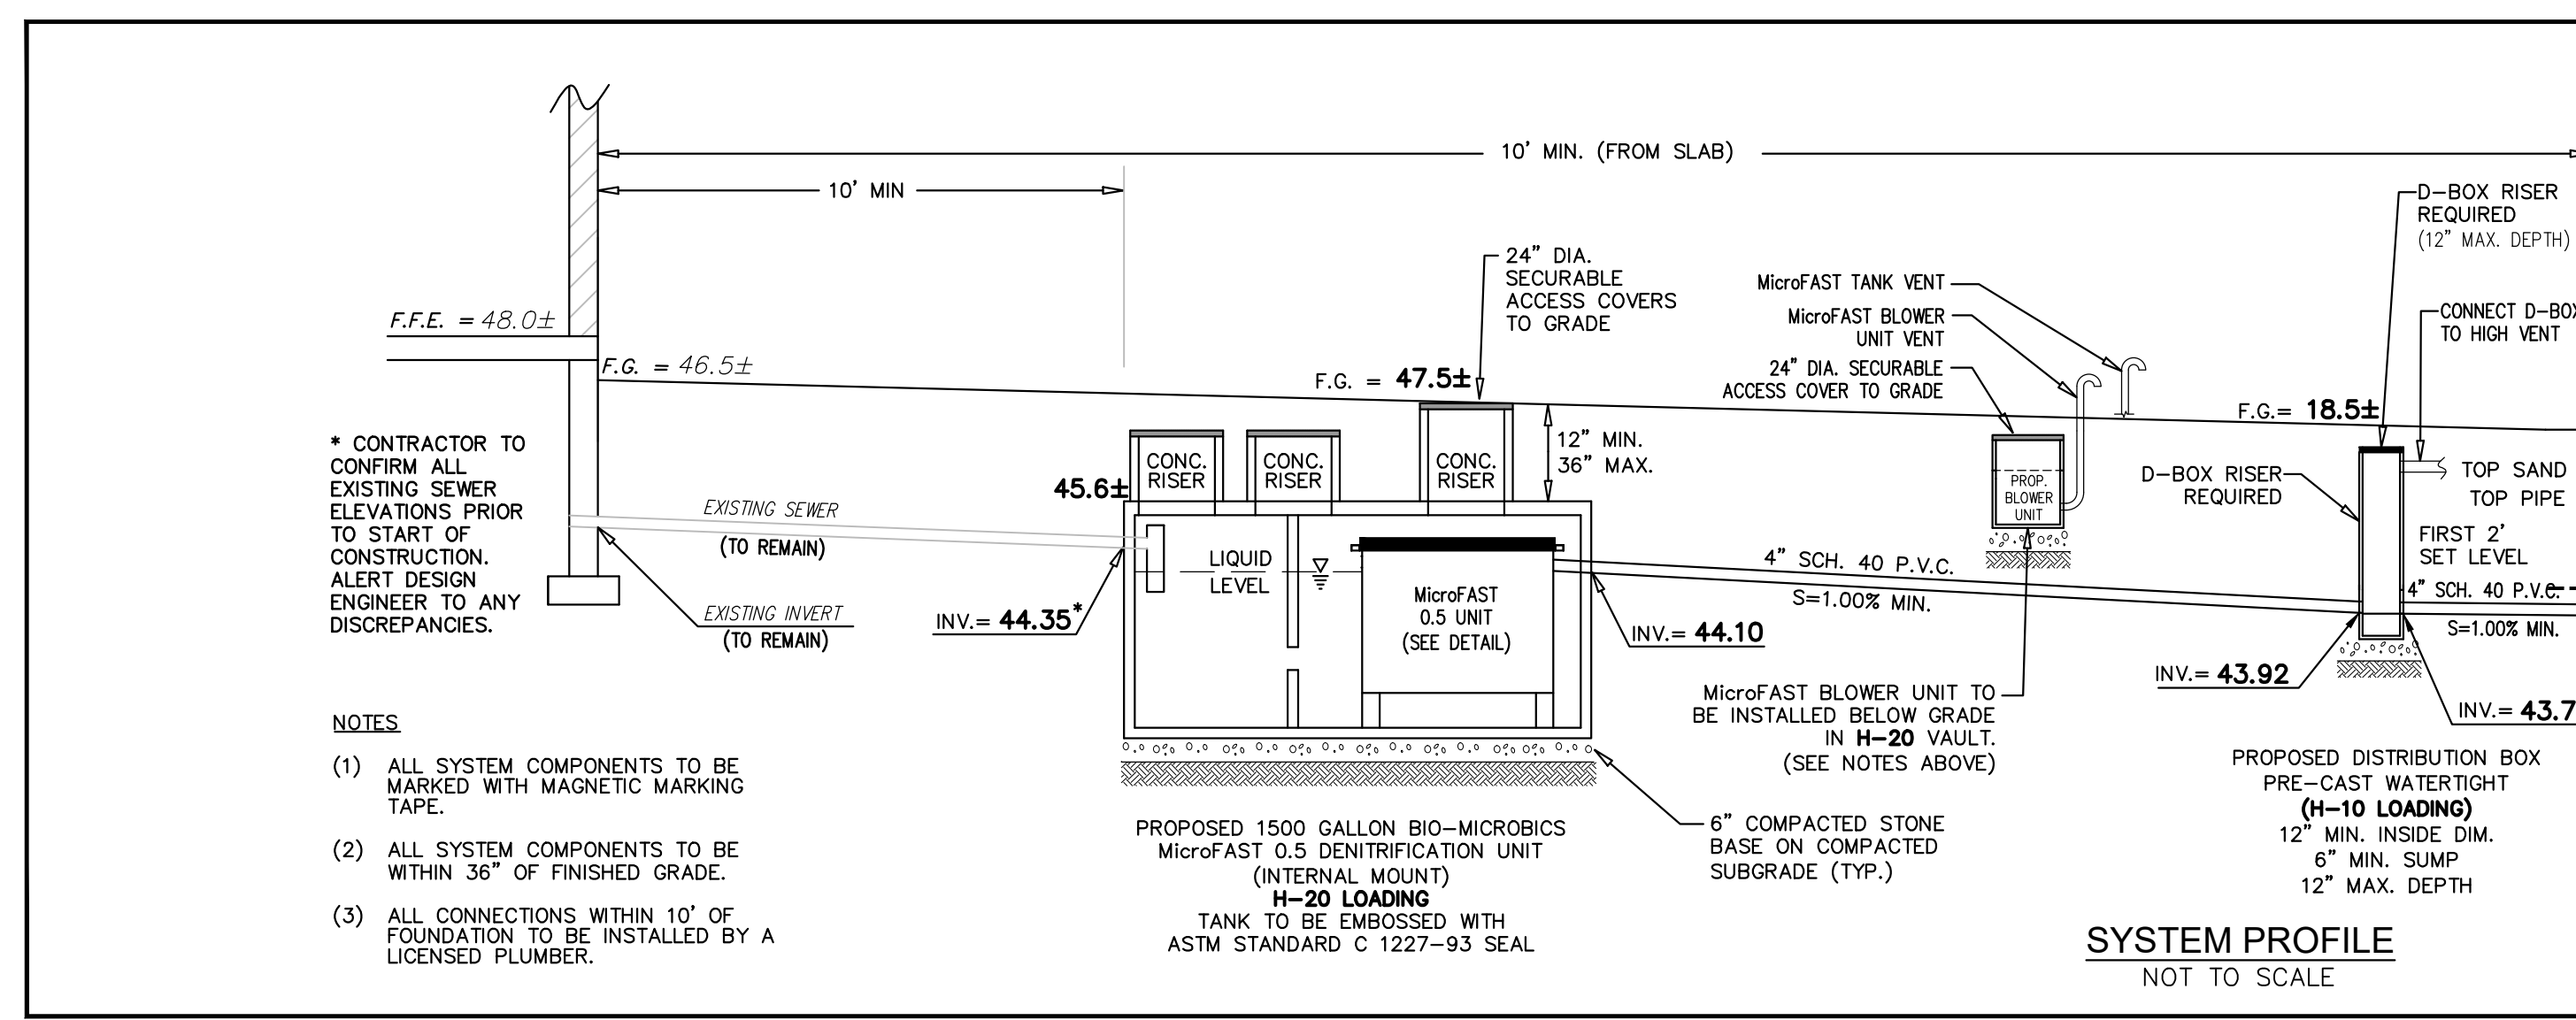 10' MIN. (FROM SLAB)
10' MIN
D-BOX RISER
REQUIRED
(12" MAX. DEPTH)
24" DIA.
SECURABLE
ACCESS COVERS
TO GRADE
MicroFAST TANK VENT
MicroFAST BLOWER
UNIT VENT
24" DIA. SECURABLE
ACCESS COVER TO GRADE
CONNECT D-BOX
TO HIGH VENT
F.F.E. = 48.0±
F.G. = 46.5±
F.G. = 47.5±
F.G.= 18.5±
* CONTRACTOR TO
CONFIRM ALL
EXISTING SEWER
ELEVATIONS PRIOR
TO START OF
CONSTRUCTION.
ALERT DESIGN
ENGINEER TO ANY
DISCREPANCIES.
12" MIN.
36" MAX.
CONC.
RISER
CONC.
RISER
CONC.
RISER
45.6±
EXISTING SEWER
(TO REMAIN)
EXISTING INVERT
(TO REMAIN)
INV.= 44.35*
LIQUID
LEVEL
MicroFAST
0.5 UNIT
(SEE DETAIL)
INV.= 44.10
4" SCH. 40 P.V.C.
S=1.00% MIN.
PROP.
BLOWER
UNIT
D-BOX RISER
REQUIRED
TOP SAND
TOP PIPE
FIRST 2'
SET LEVEL
4" SCH. 40 P.V.C.
S=1.00% MIN.
INV.= 43.92
INV.= 43.7
MicroFAST BLOWER UNIT TO
BE INSTALLED BELOW GRADE
IN H-20 VAULT.
(SEE NOTES ABOVE)
6" COMPACTED STONE
BASE ON COMPACTED
SUBGRADE (TYP.)
PROPOSED DISTRIBUTION BOX
PRE-CAST WATERTIGHT
(H-10 LOADING)
12" MIN. INSIDE DIM.
6" MIN. SUMP
12" MAX. DEPTH
PROPOSED 1500 GALLON BIO-MICROBICS
MicroFAST 0.5 DENITRIFICATION UNIT
(INTERNAL MOUNT)
H-20 LOADING
TANK TO BE EMBOSSED WITH
ASTM STANDARD C 1227-93 SEAL
NOTES
(1) ALL SYSTEM COMPONENTS TO BE
MARKED WITH MAGNETIC MARKING
TAPE.
(2) ALL SYSTEM COMPONENTS TO BE
WITHIN 36" OF FINISHED GRADE.
(3) ALL CONNECTIONS WITHIN 10' OF
FOUNDATION TO BE INSTALLED BY A
LICENSED PLUMBER.
SYSTEM PROFILE
NOT TO SCALE